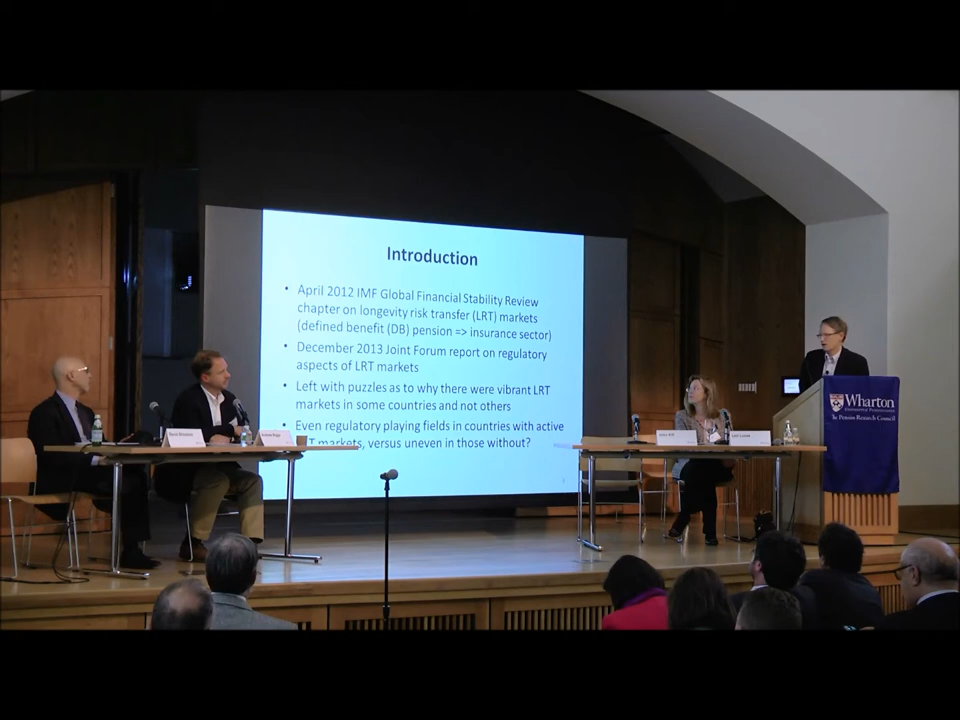 Introduction
• April 2012 IMF Global Financial Stability Review
chapter on longevity risk transfer (LRT) markets
(defined benefit (DB) pension => insurance sector)
• December 2013 Joint Forum report on regulatory
aspects of LRT markets
• Left with puzzles as to why there were vibrant LRT
markets in some countries and not others
• Even regulatory playing fields in countries with active
LRT markets, versus uneven in those without?
Wharton
The Pension Research Council